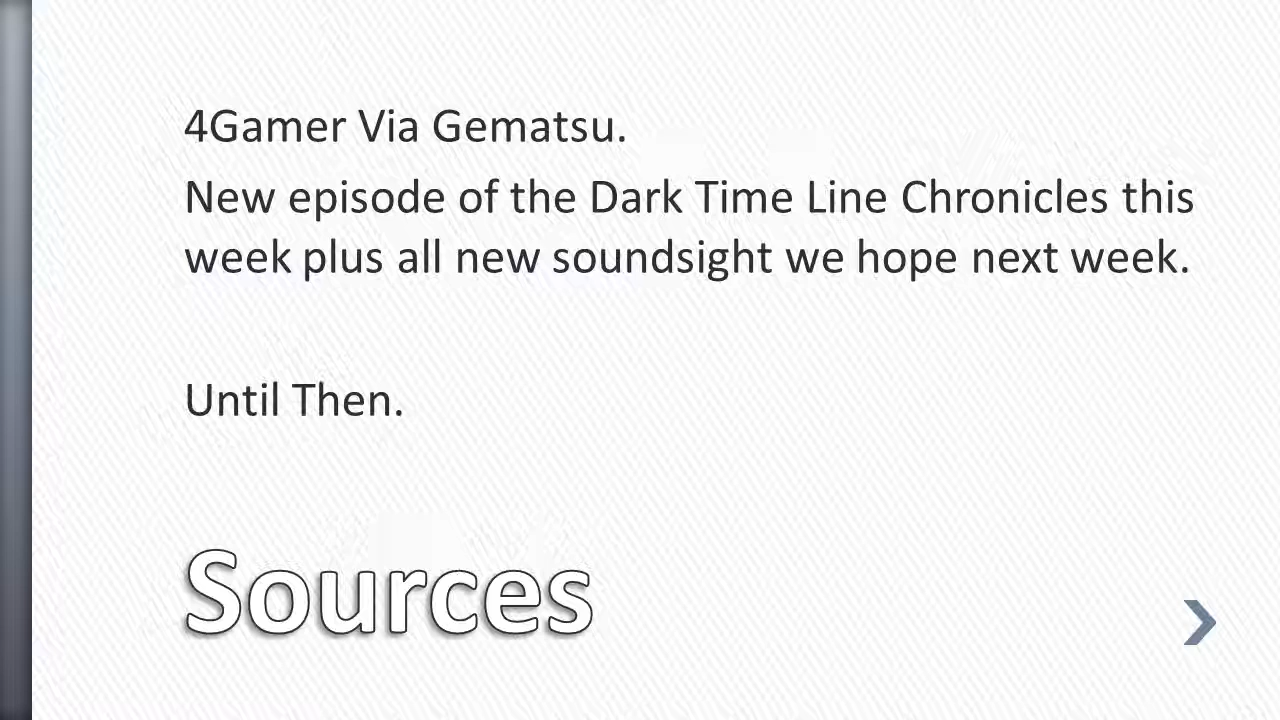 4Gamer Via Gematsu.
New episode of the Dark Time Line Chronicles this
week plus all new soundsight we hope next week.
Until Then.
Sources